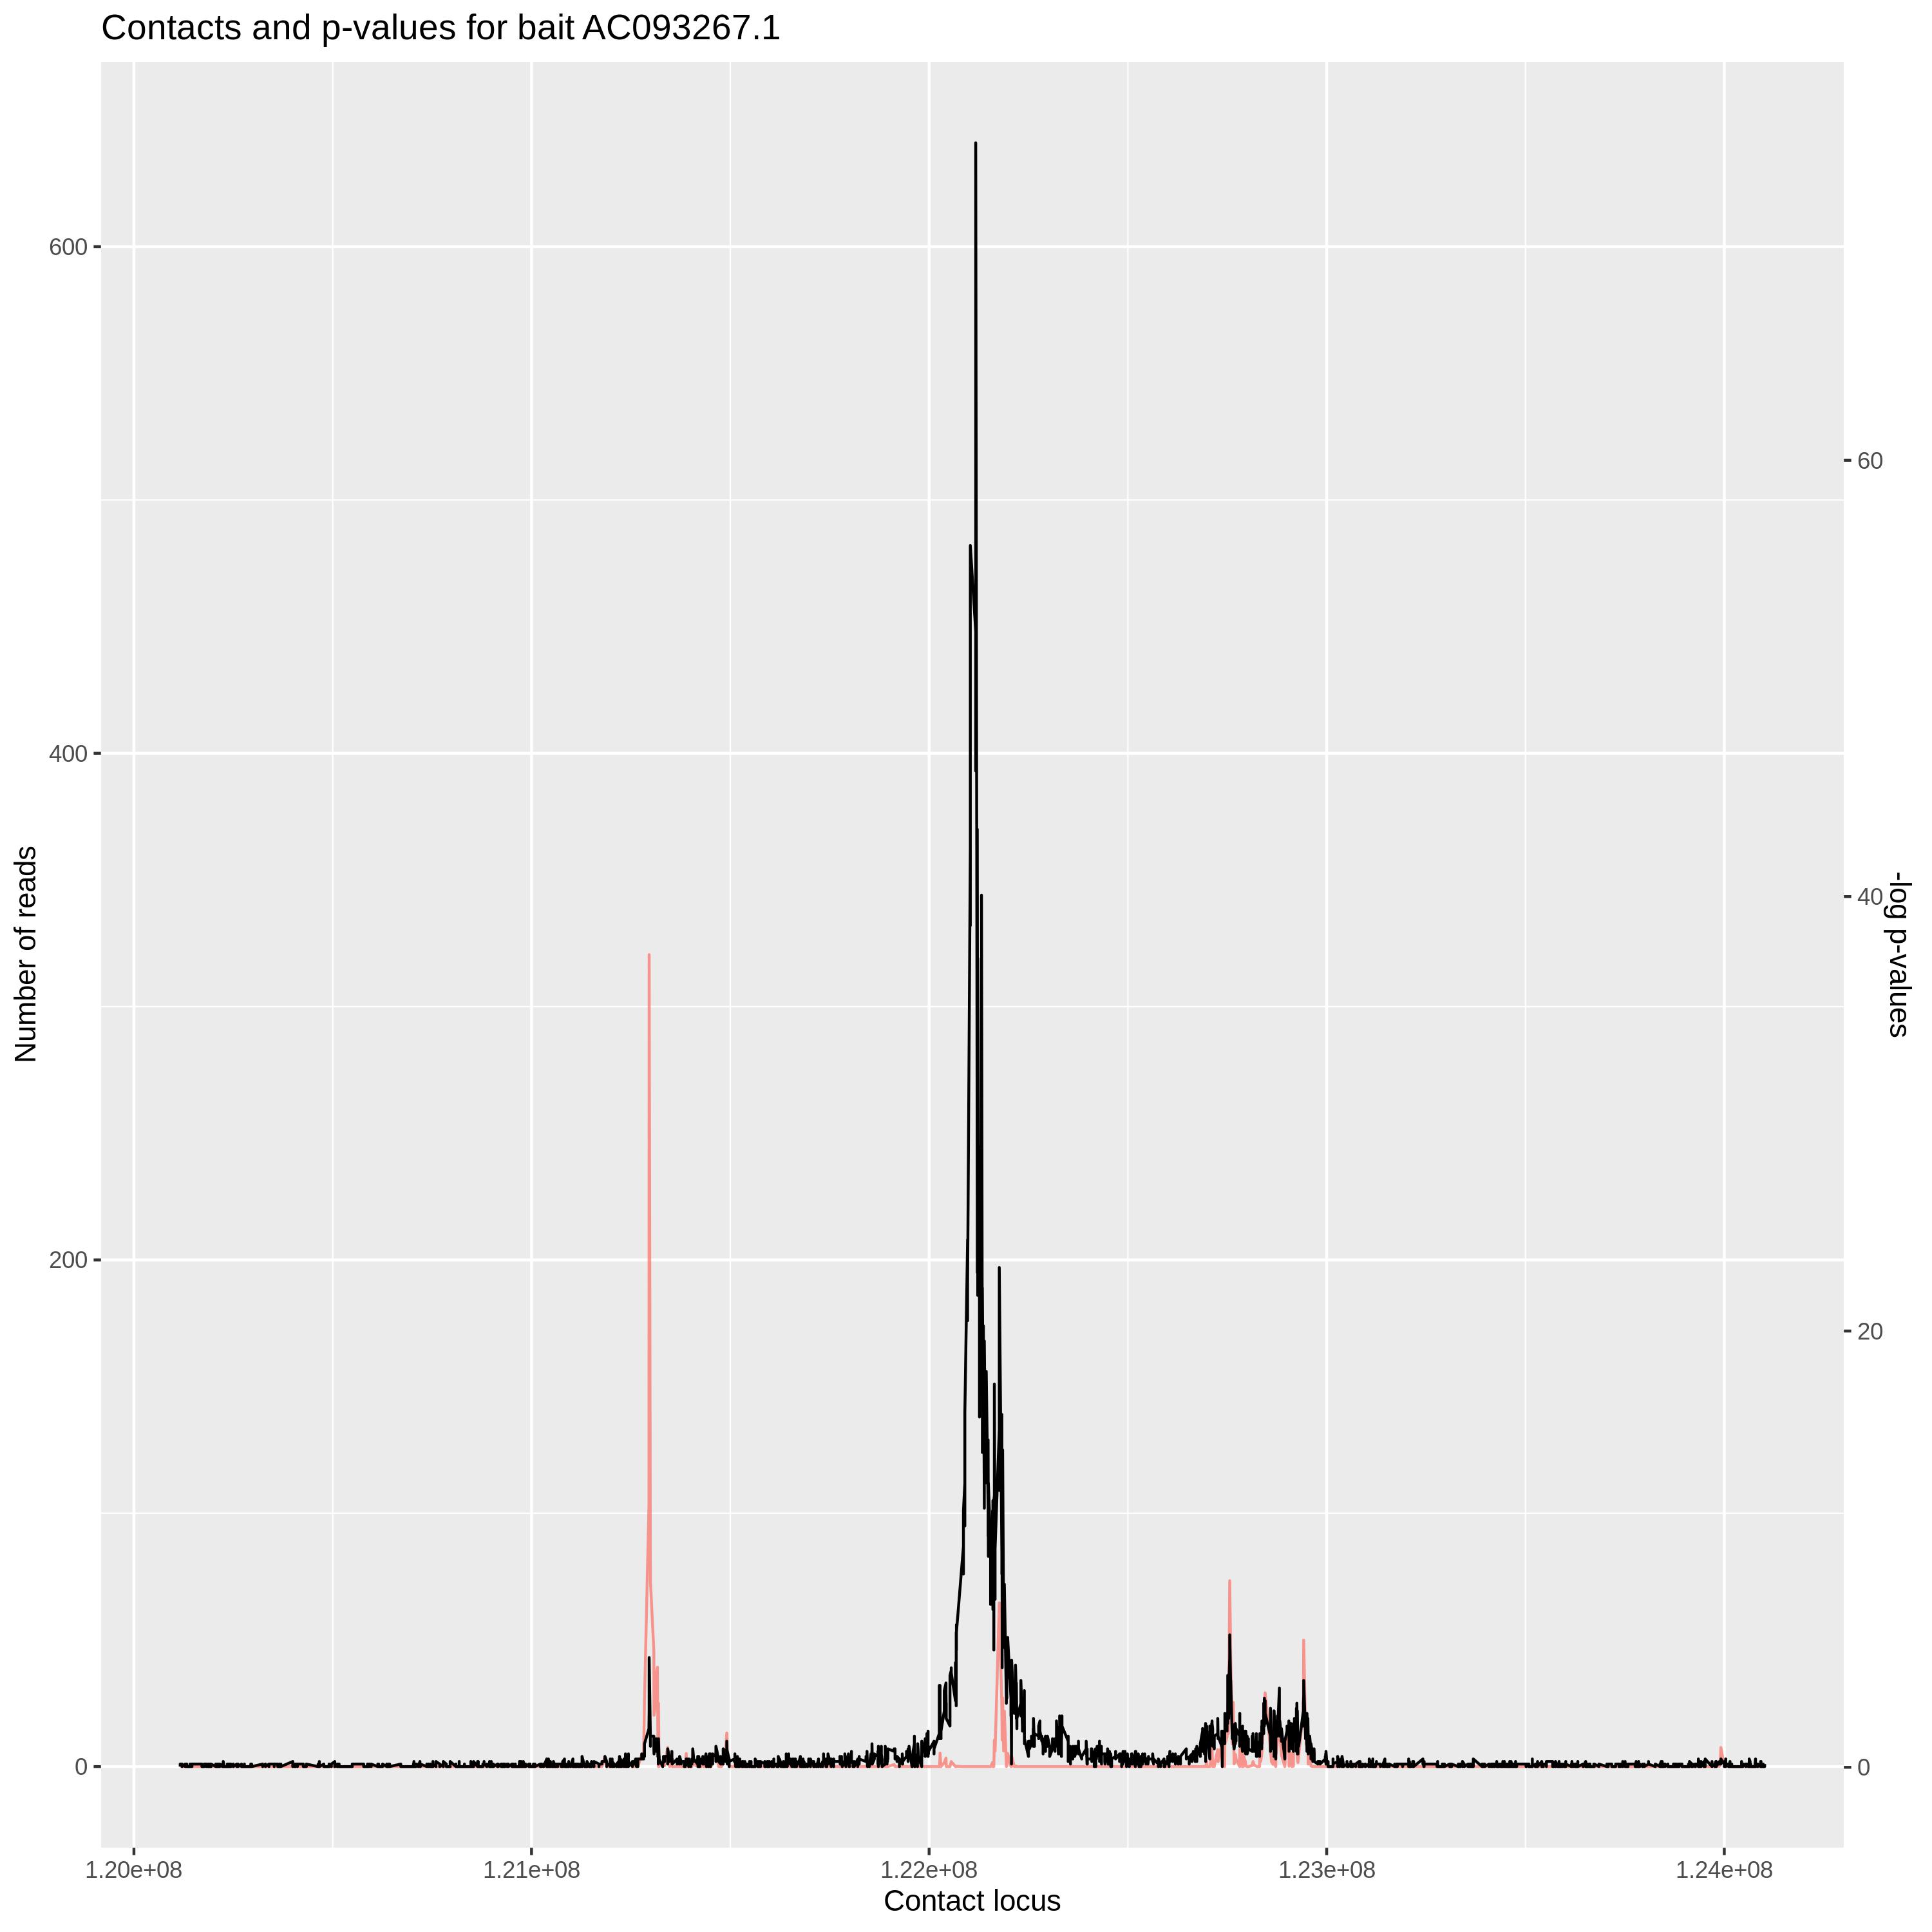 Contacts and p-values for bait AC093267.1
600
400
200
0
Number of reads
60
40
20
0
-log p-values
1.20e+08
1.21e+08
1.22e+08
1.23e+08
1.24e+08
Contact locus